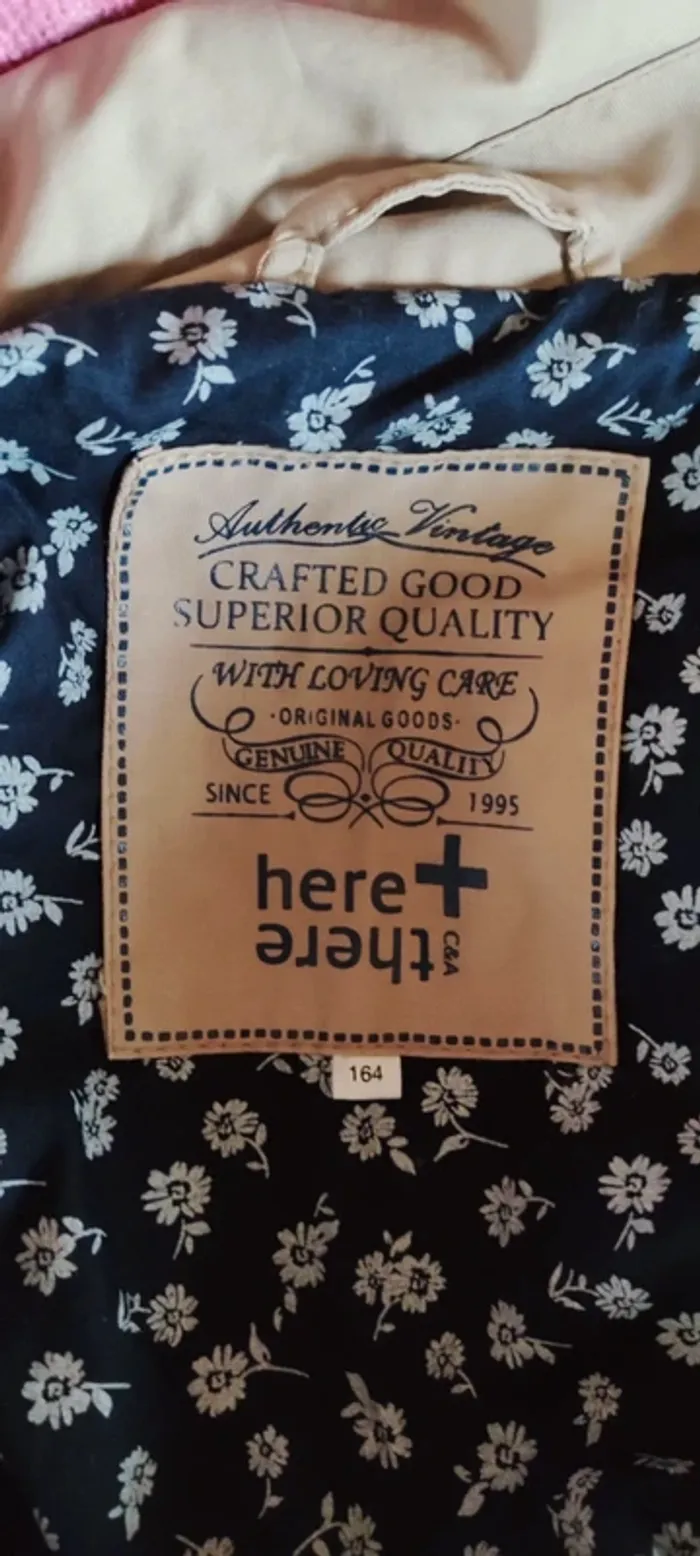 Authentic Vintage
CRAFTED GOOD
SUPERIOR QUALITY
WITH LOVING CARE
·ORIGINAL GOODS·
GENUINE QUALITY
SINCE 1995
here +
there
C&A
164